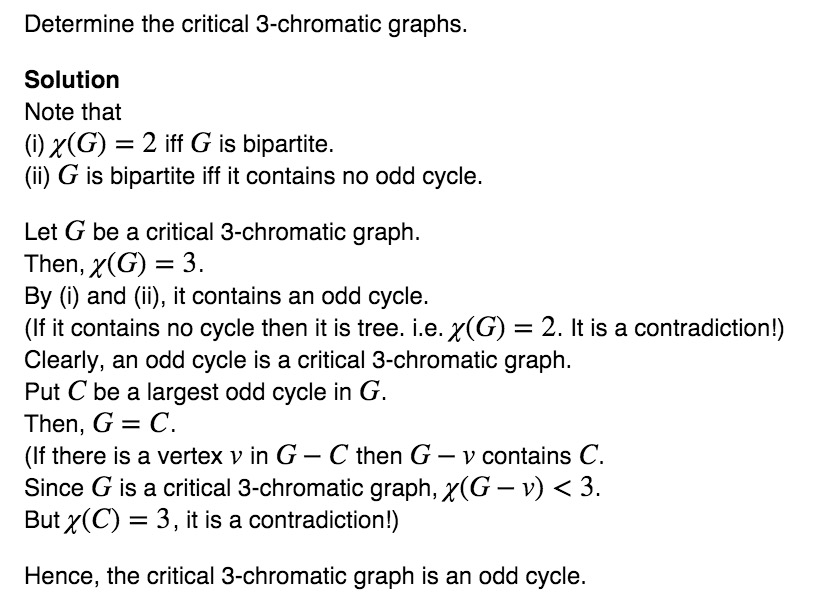 Determine the critical 3-chromatic graphs.
Solution
Note that
(i) χ(G) = 2 iff G is bipartite.
(ii) G is bipartite iff it contains no odd cycle.
Let G be a critical 3-chromatic graph.
Then, χ(G) = 3.
By (i) and (ii), it contains an odd cycle.
(If it contains no cycle then it is tree. i.e. χ(G) = 2. It is a contradiction!)
Clearly, an odd cycle is a critical 3-chromatic graph.
Put C be a largest odd cycle in G.
Then, G = C.
(If there is a vertex v in G − C then G − v contains C.
Since G is a critical 3-chromatic graph, χ(G − v) < 3.
But χ(C) = 3, it is a contradiction!)
Hence, the critical 3-chromatic graph is an odd cycle.